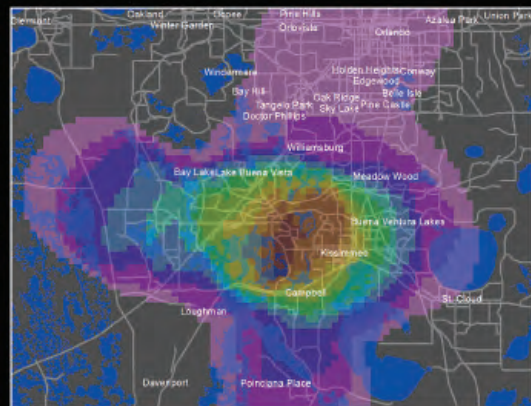 Clermont Oakland Ocoee Pine Hills Azalea Park Union Park
Winter Garden Orlovista Orlando
Windermere Holden Heights Conway
Edgewood
Bay Hill Oak Ridge Belle Isle
Tangelo Park Sky Lake Pine Castle
Doctor Phillips
Williamsburg
Bay Lake Lake Buena Vista Meadow Wood
Buena Ventura Lakes
Kissimmee
Campbell St. Cloud
Loughman
Davenport Poinciana Place